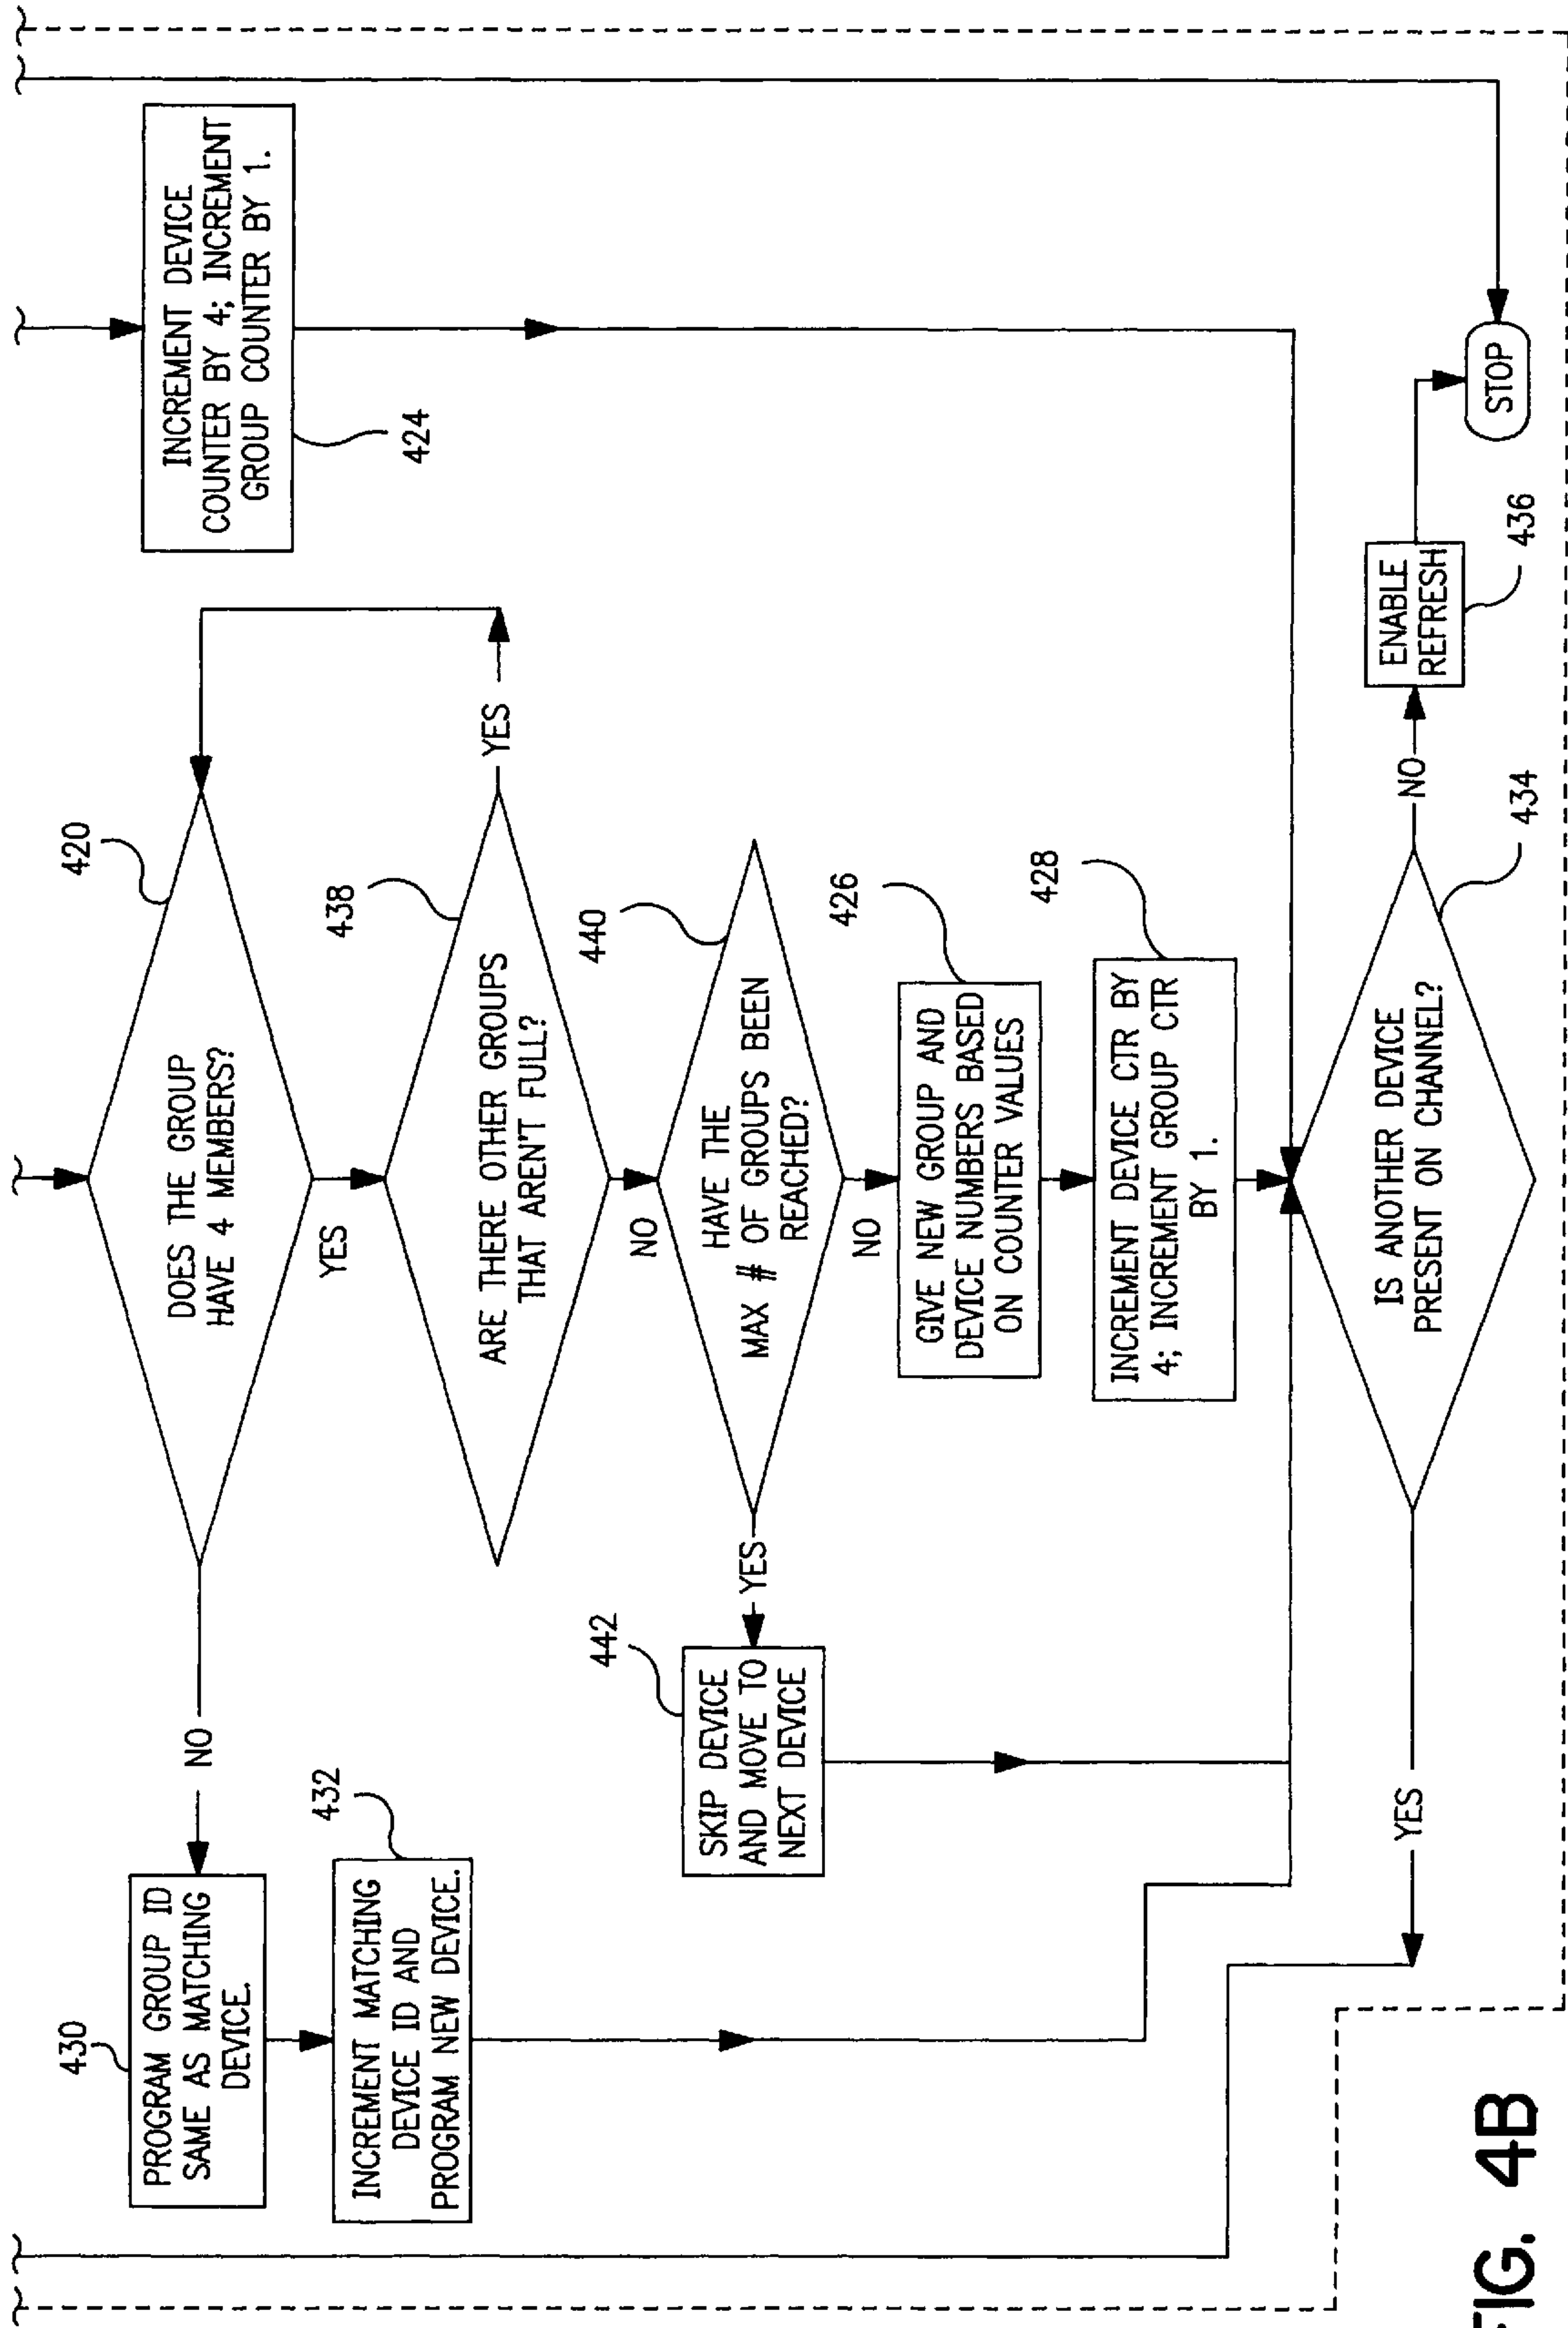 430
PROGRAM GROUP ID
SAME AS MATCHING
DEVICE.
NO
DOES THE GROUP
HAVE 4 MEMBERS?
420
INCREMENT DEVICE
COUNTER BY 4; INCREMENT
GROUP COUNTER BY 1.
424
YES
432
INCREMENT MATCHING
DEVICE ID AND
PROGRAM NEW DEVICE.
438
ARE THERE OTHER GROUPS
THAT AREN'T FULL?
YES
NO
440
HAVE THE
MAX # OF GROUPS BEEN
REACHED?
YES
442
SKIP DEVICE
AND MOVE TO
NEXT DEVICE
NO
426
GIVE NEW GROUP AND
DEVICE NUMBERS BASED
ON COUNTER VALUES
428
INCREMENT DEVICE CTR BY
4; INCREMENT GROUP CTR
BY 1.
IS ANOTHER DEVICE
PRESENT ON CHANNEL?
434
YES
NO
ENABLE
REFRESH
436
STOP
FIG. 4B